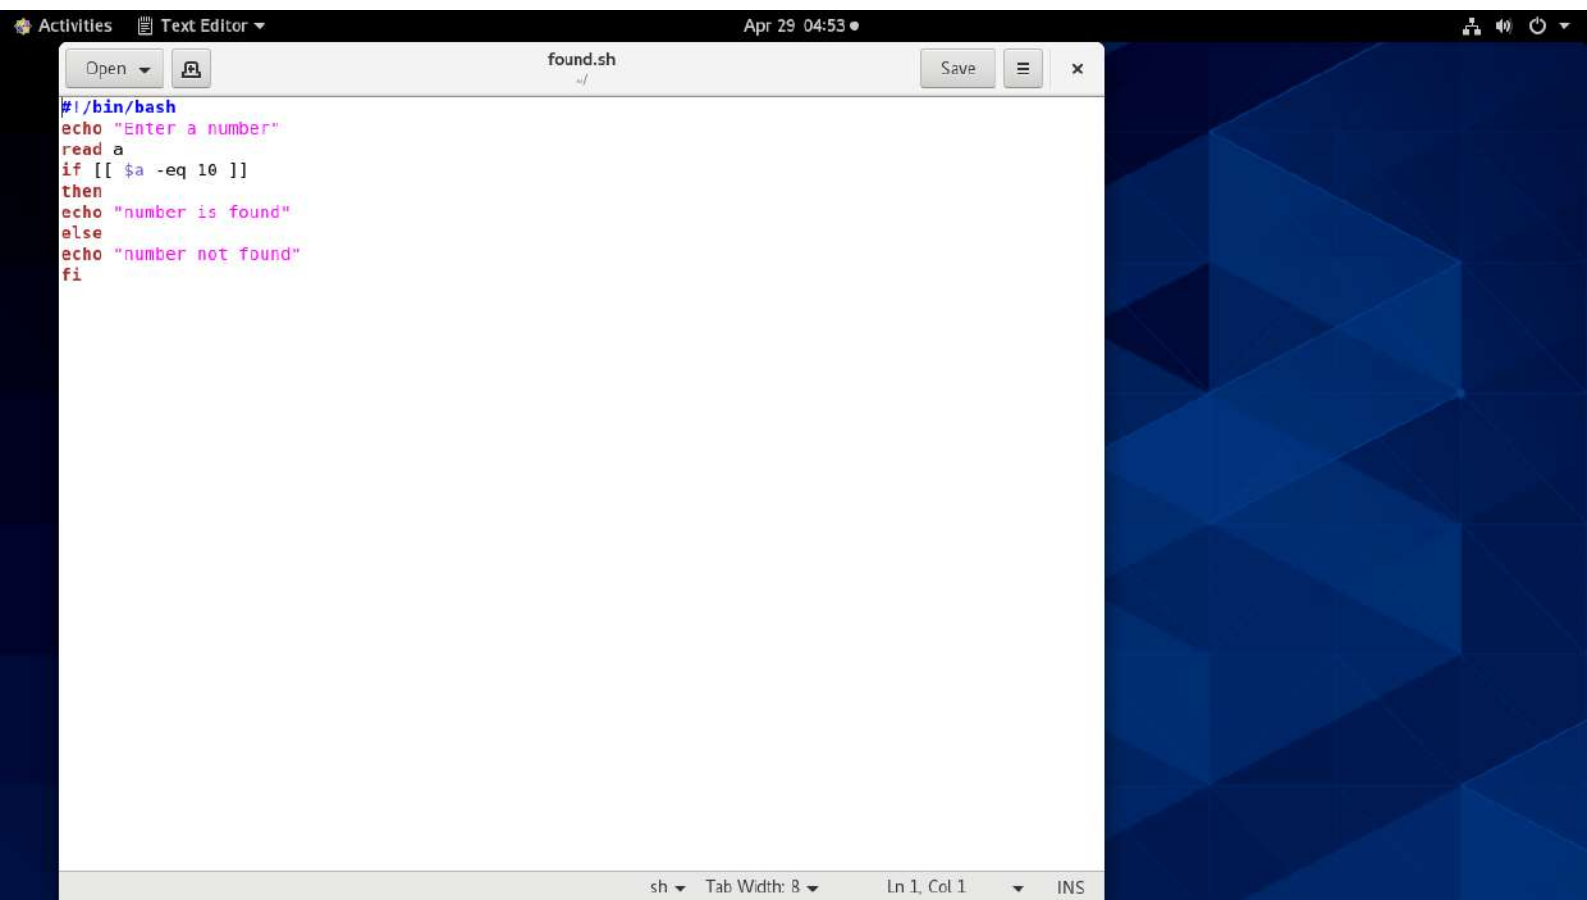 Activities Text Editor Apr 29 04:53
Open found.sh Save
~/
#!/bin/bash
echo "Enter a number"
read a
if [[ $a -eq 10 ]]
then
echo "number is found"
else
echo "number not found"
fi
sh Tab Width: 8 Ln 1, Col 1 INS